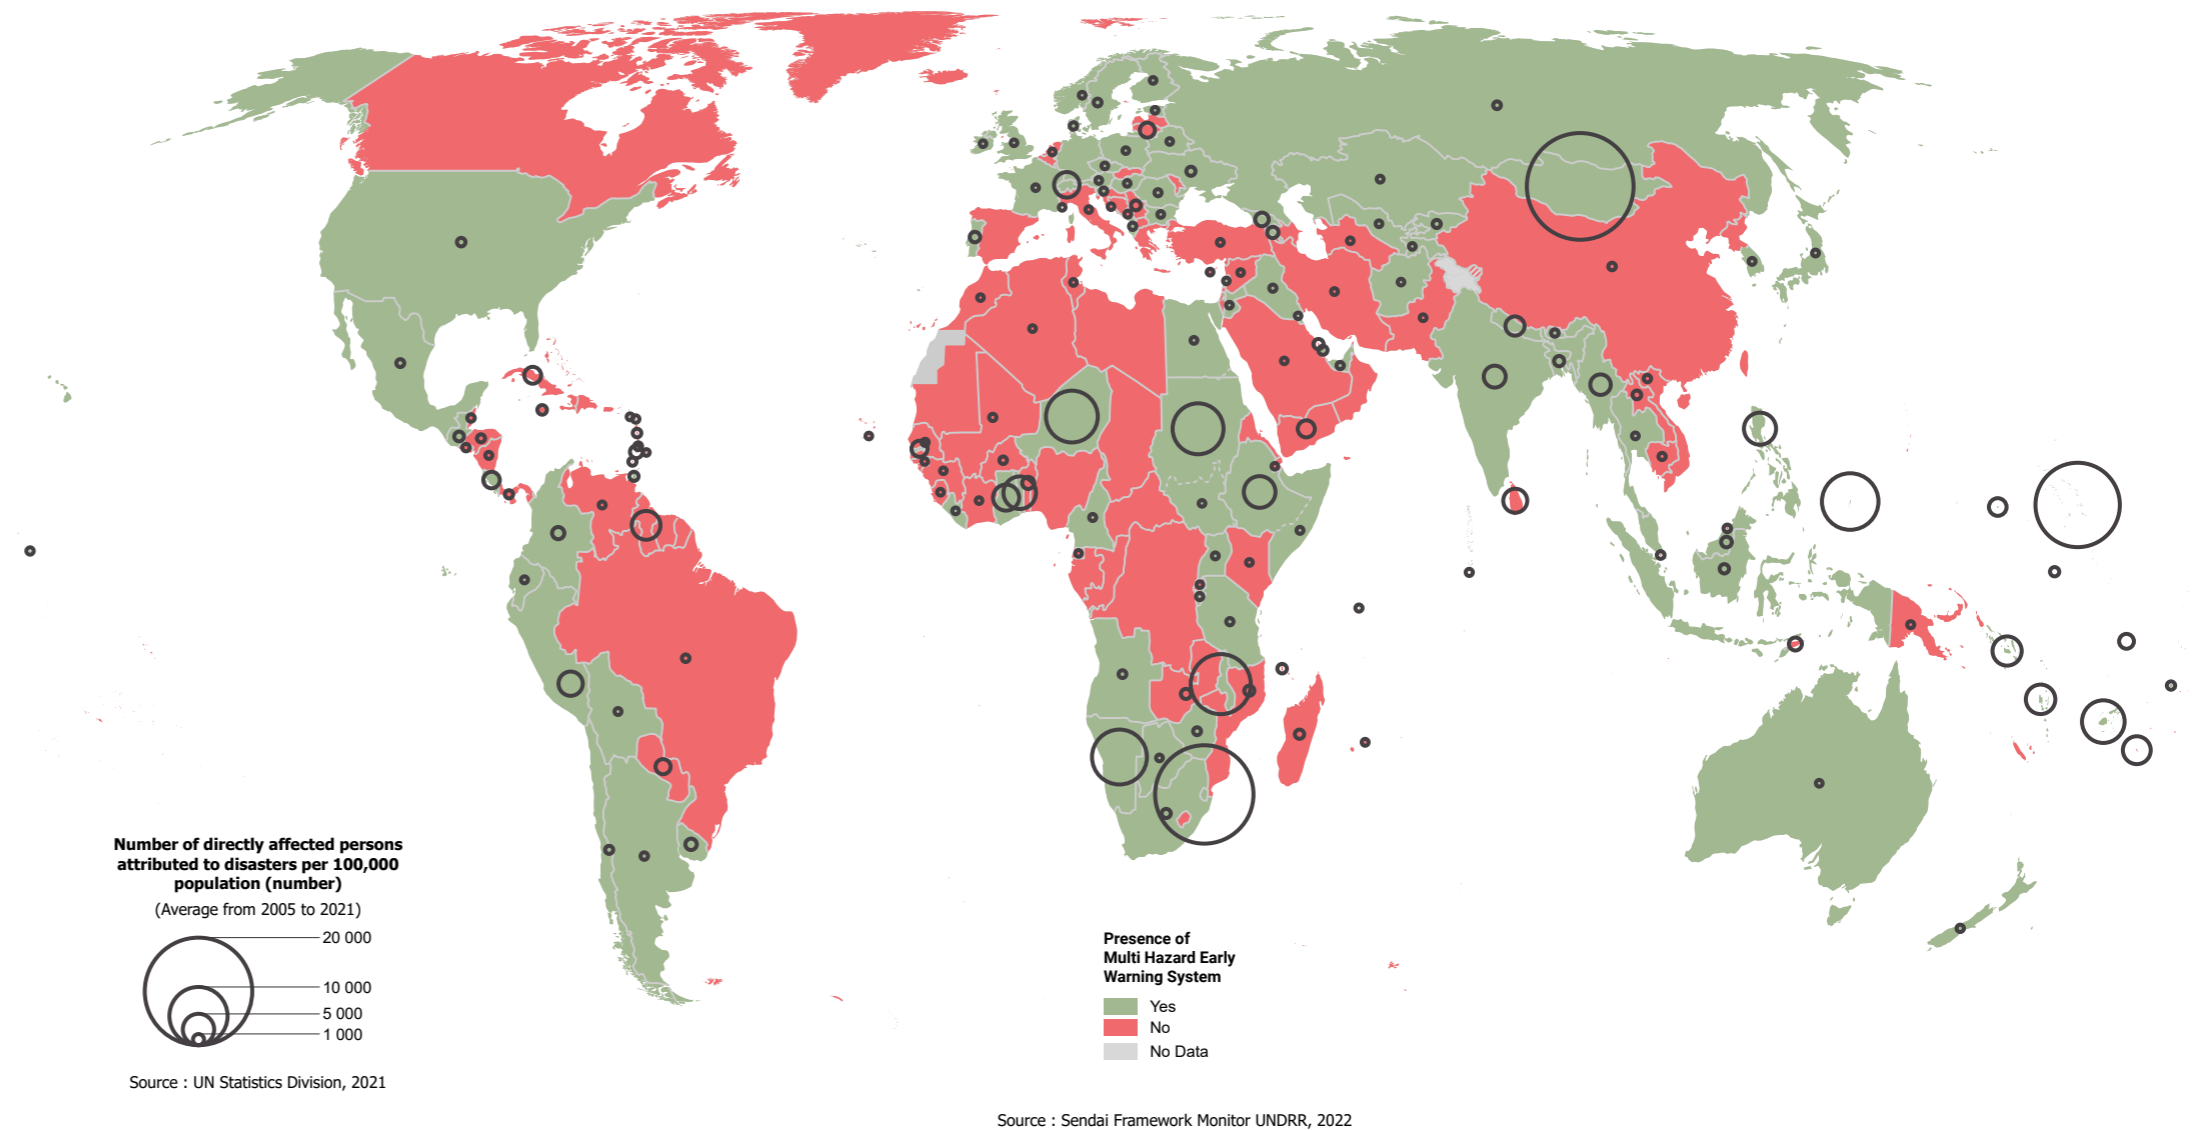 Number of directly affected persons
attributed to disasters per 100,000
population (number)
(Average from 2005 to 2021)
20 000
10 000
5 000
1 000
Source : UN Statistics Division, 2021
Presence of
Multi Hazard Early
Warning System
Yes
No
No Data
Source : Sendai Framework Monitor UNDRR, 2022